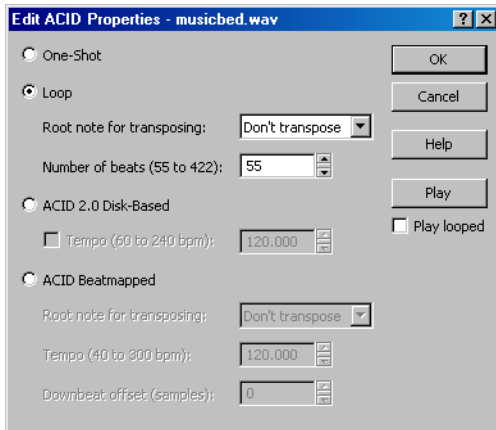 Edit ACID Properties - musicbed.wav
One-Shot
OK
Loop
Cancel
Root note for transposing: Don't transpose
Help
Number of beats (55 to 422): 55
Play
ACID 2.0 Disk-Based
Play looped
Tempo (60 to 240 bpm): 120.000
ACID Beatmapped
Root note for transposing: Don't transpose
Tempo (40 to 300 bpm): 120.000
Downbeat offset (samples): 0